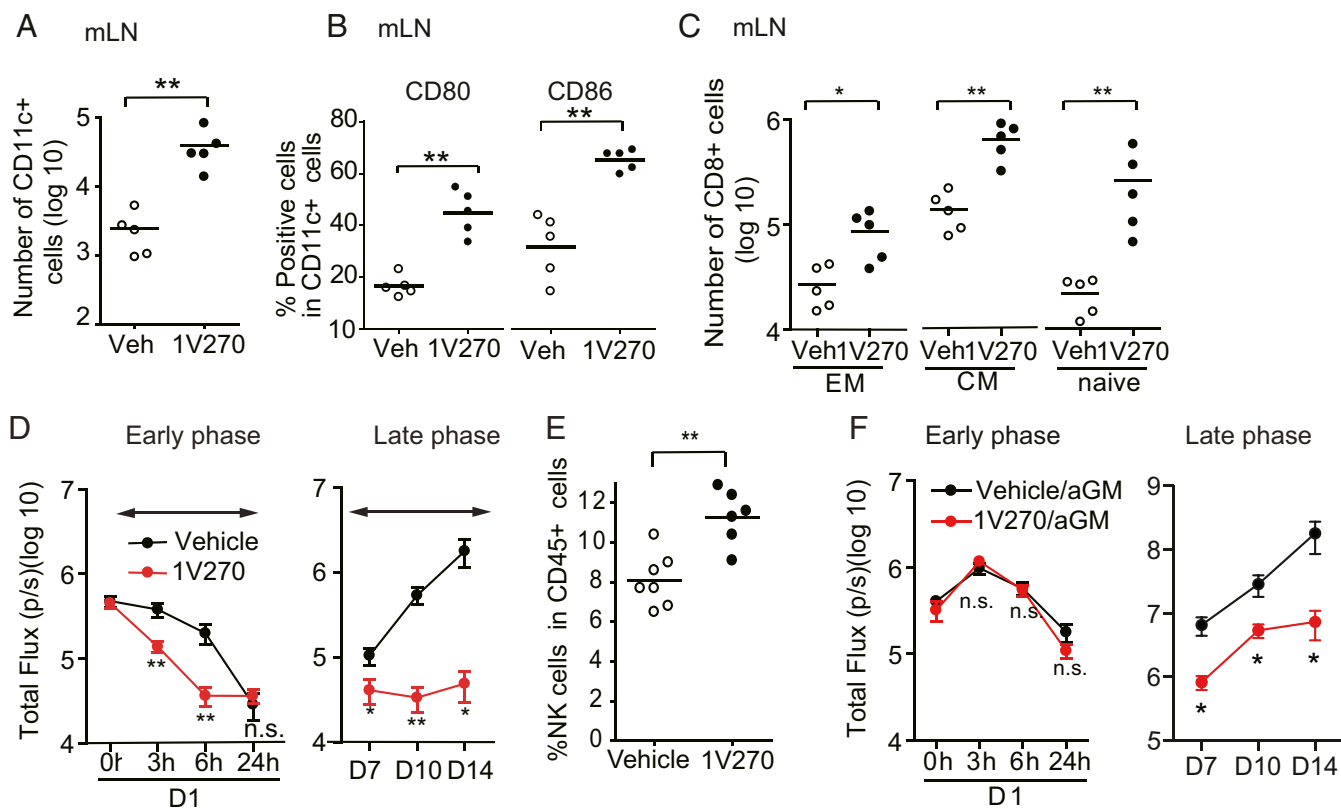 A mLN
Number of CD11c+
cells (log 10)
**
5
4
3
2
Veh 1V270
B mLN
CD80 CD86
% Positive cells
in CD11c+ cells
**
**
80
60
40
20
10
Veh 1V270 Veh 1V270
C mLN
Number of CD8+ cells
(log 10)
* ** **
6
5
4
Veh1V270 Veh1V270 Veh1V270
EM CM naive
D Early phase Late phase
Total Flux (p/s)(log 10)
7
6
5
4
Vehicle
1V270
**
**
n.s.
0h 3h 6h 24h
D1
7
6
5
4
* ** *
D7 D10 D14
E
%NK cells in CD45+ cells
**
12
10
8
6
4
2
0
Vehicle 1V270
F Early phase Late phase
Total Flux (p/s)(log 10)
7
6
5
4
Vehicle/aGM
1V270/aGM
n.s.
n.s.
n.s.
0h 3h 6h 24h
D1
9
8
7
6
5
*
*
*
D7 D10 D14